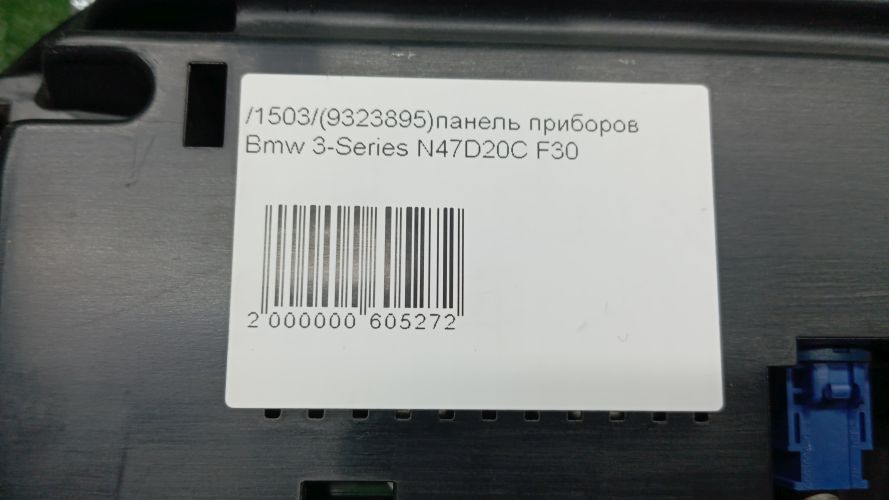 /1503/(9323895)панель приборов
Bmw 3-Series N47D20C F30
2 000000 605272